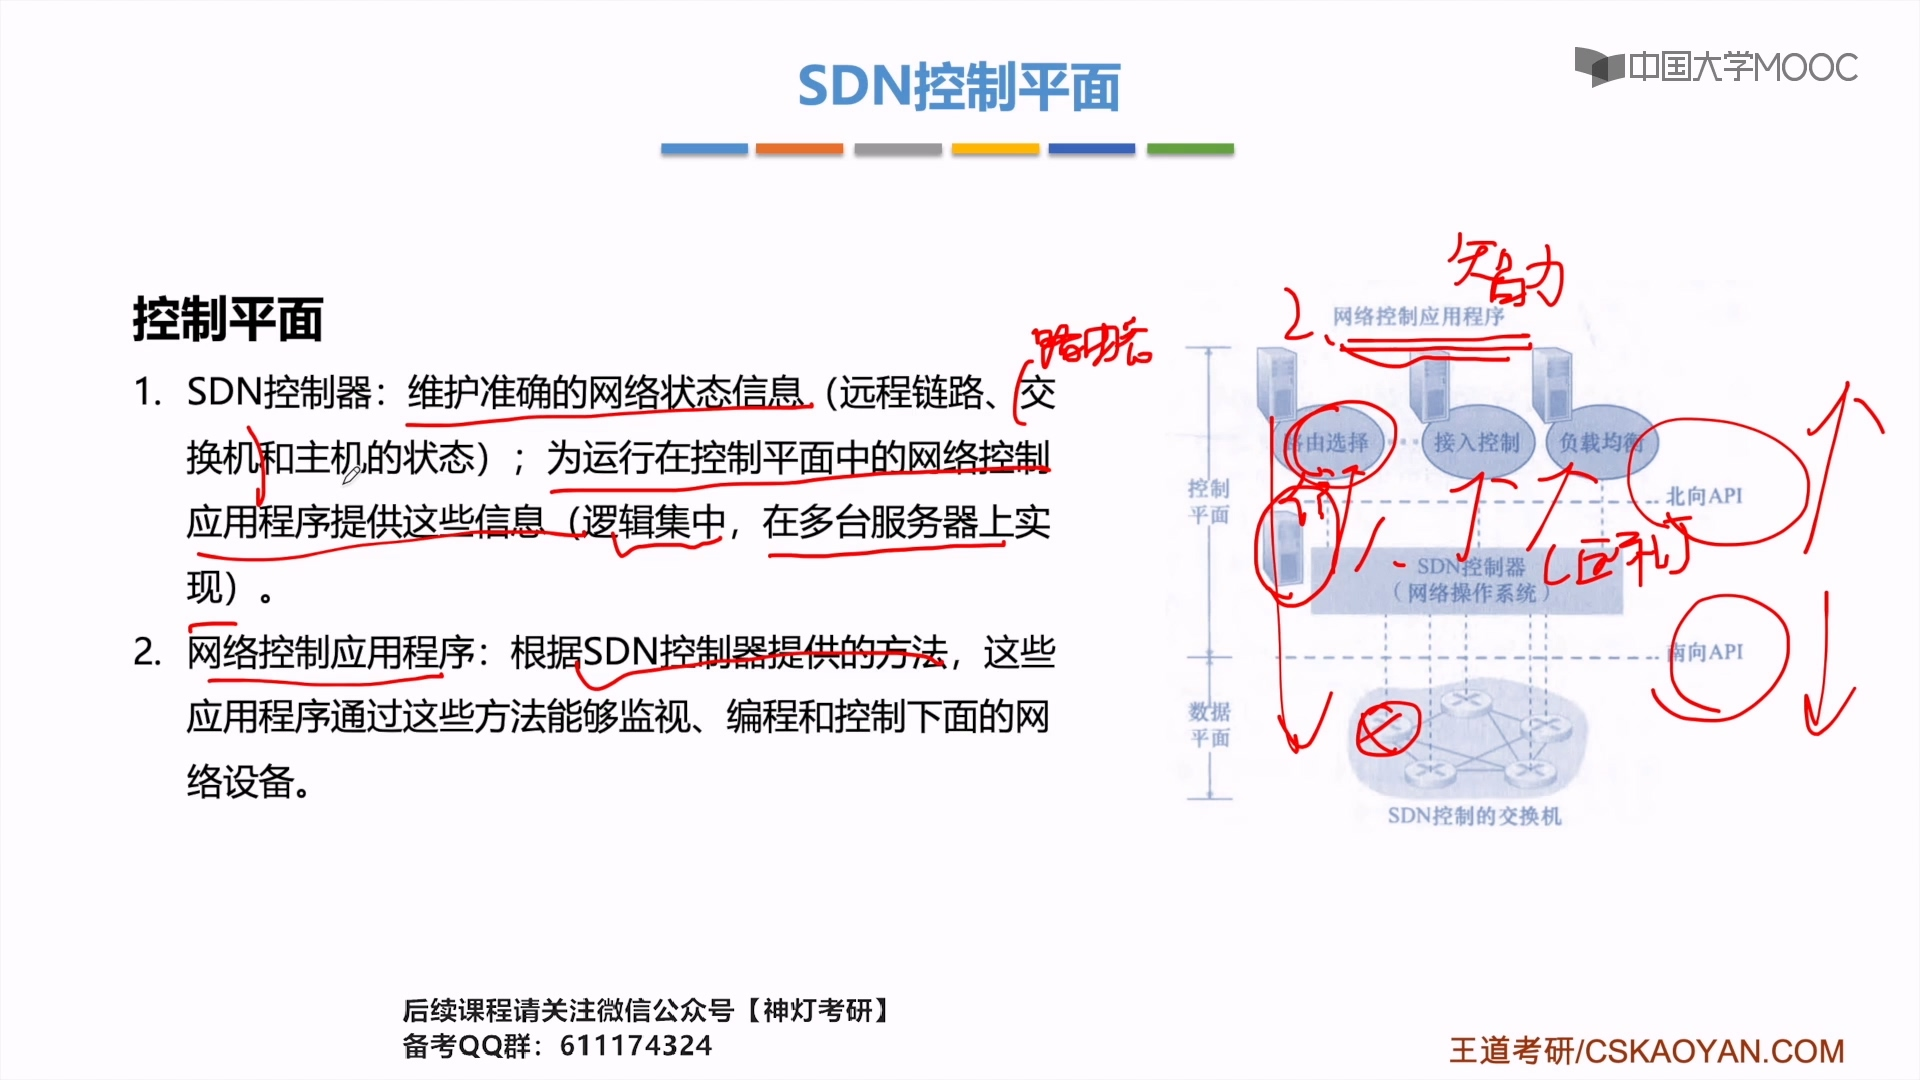 SDN控制平面
中国大学MOOC
控制平面
1. SDN控制器：维护准确的网络状态信息（远程链路、交
换机和主机的状态）；为运行在控制平面中的网络控制
应用程序提供这些信息（逻辑集中，在多台服务器上实
现）。
2. 网络控制应用程序：根据SDN控制器提供的方法，这些
应用程序通过这些方法能够监视、编程和控制下面的网
络设备。
路由器
智力
2、
网络控制应用程序
路由选择
接入控制
负载均衡
控制
平面
北向API
1.
SDN控制器
（网络操作系统）
南向API
数据
平面
SDN控制的交换机
后续课程请关注微信公众号【神灯考研】
备考QQ群：611174324
王道考研/CSKAOYAN.COM